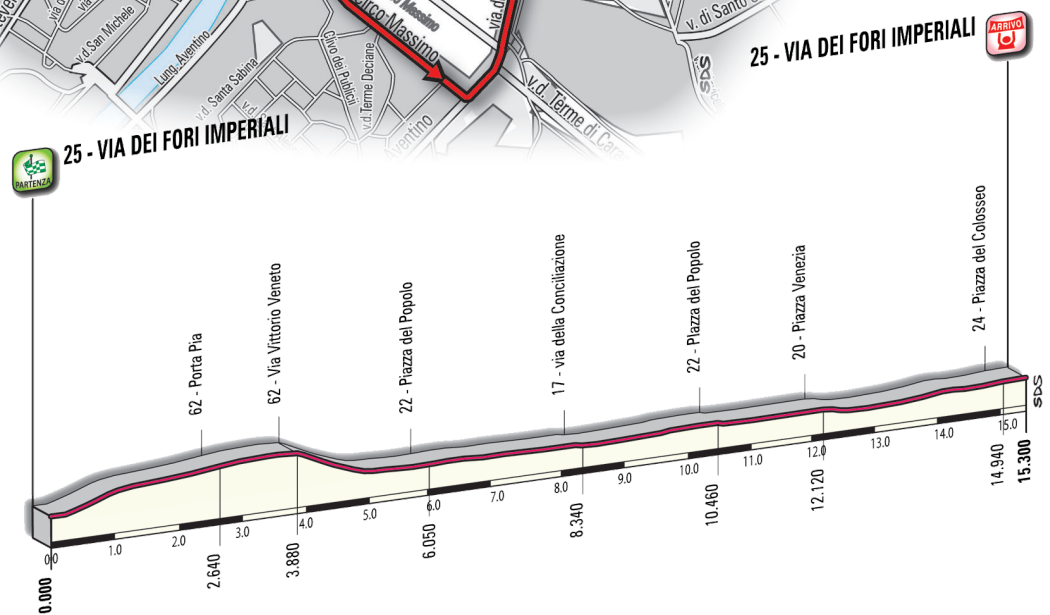 v.d. San Michele
Lung. Aventino
v.d. Santa Sabina
Clivo dei Publicii
v.d. Terme Deciane
Circo Massimo
Massimo
via d
v. di Santo
SDS
v.d. Terme di Cara
Aventino
25 - VIA DEI FORI IMPERIALI
ARRIVO
25 - VIA DEI FORI IMPERIALI
PARTENZA
62 - Porta Pia
62 - Via Vittorio Veneto
22 - Piazza del Popolo
17 - via della Conciliazione
22 - Piazza del Popolo
20 - Piazza Venezia
24 - Piazza del Colosseo
SDS
0.0
1.0
2.0
3.0
4.0
5.0
6.0
7.0
8.0
9.0
10.0
11.0
12.0
13.0
14.0
15.0
0.000
2.640
3.880
6.050
8.340
10.460
12.120
14.940
15.300